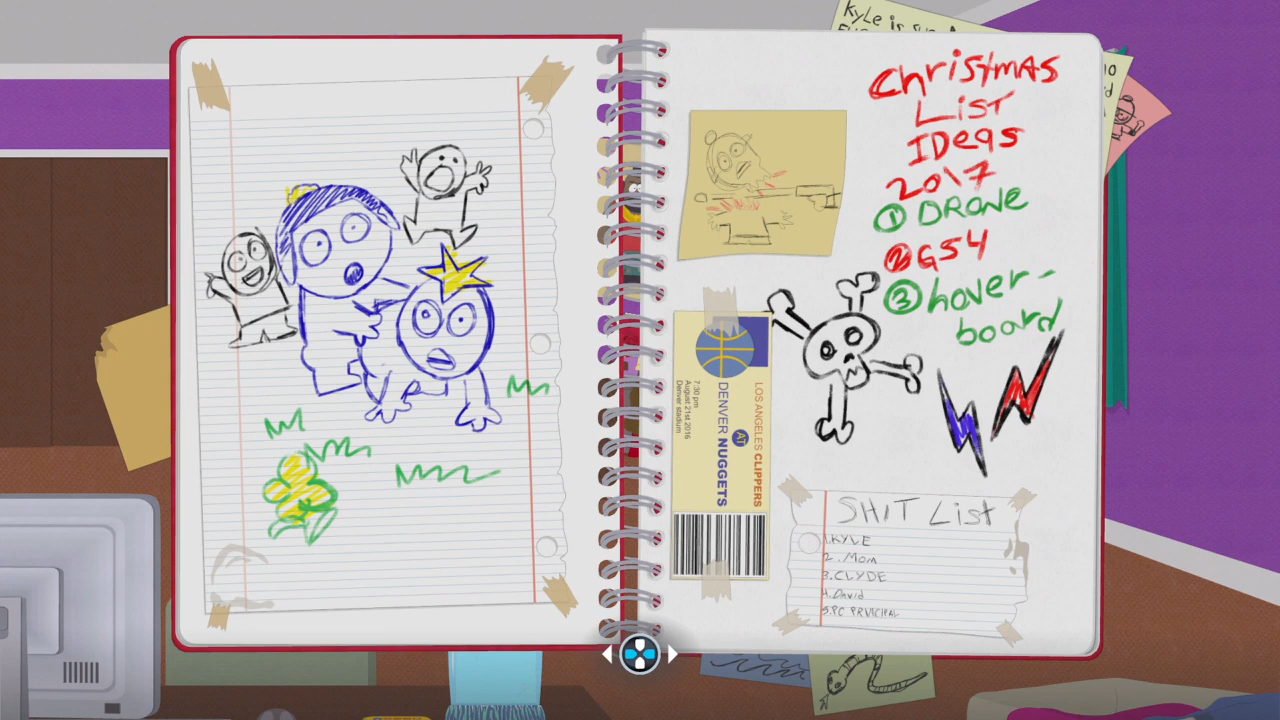 Kyle is
Christmas
List
IDeas
2017
① DRONE
② GS4
③ hover-
board
LOS ANGELES CLIPPERS
AT
DENVER NUGGETS
7:30 pm
August 21st 2016
Denver stadium
SHIT List
1.KYLE
2.Mom
3.CLYDE
4.David
5.PC PRVICIPAL